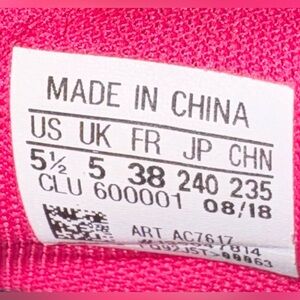 MADE IN CHINA
US UK FR JP CHN
5½ 5 38 240 235
CLU 600001 08/18
ART AC7617